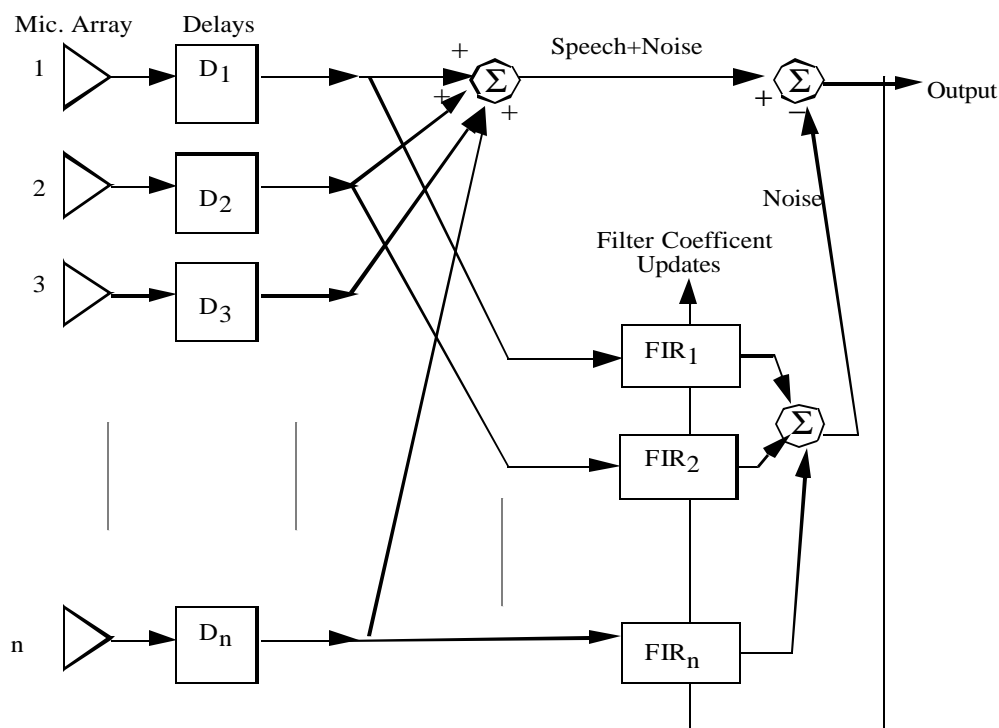 Mic. Array
Delays
1
D1
+
+
Σ
+
Speech+Noise
+
Σ
−
Output
2
D2
Noise
3
D3
Filter Coefficent
Updates
FIR1
Σ
FIR2
n
Dn
FIRn